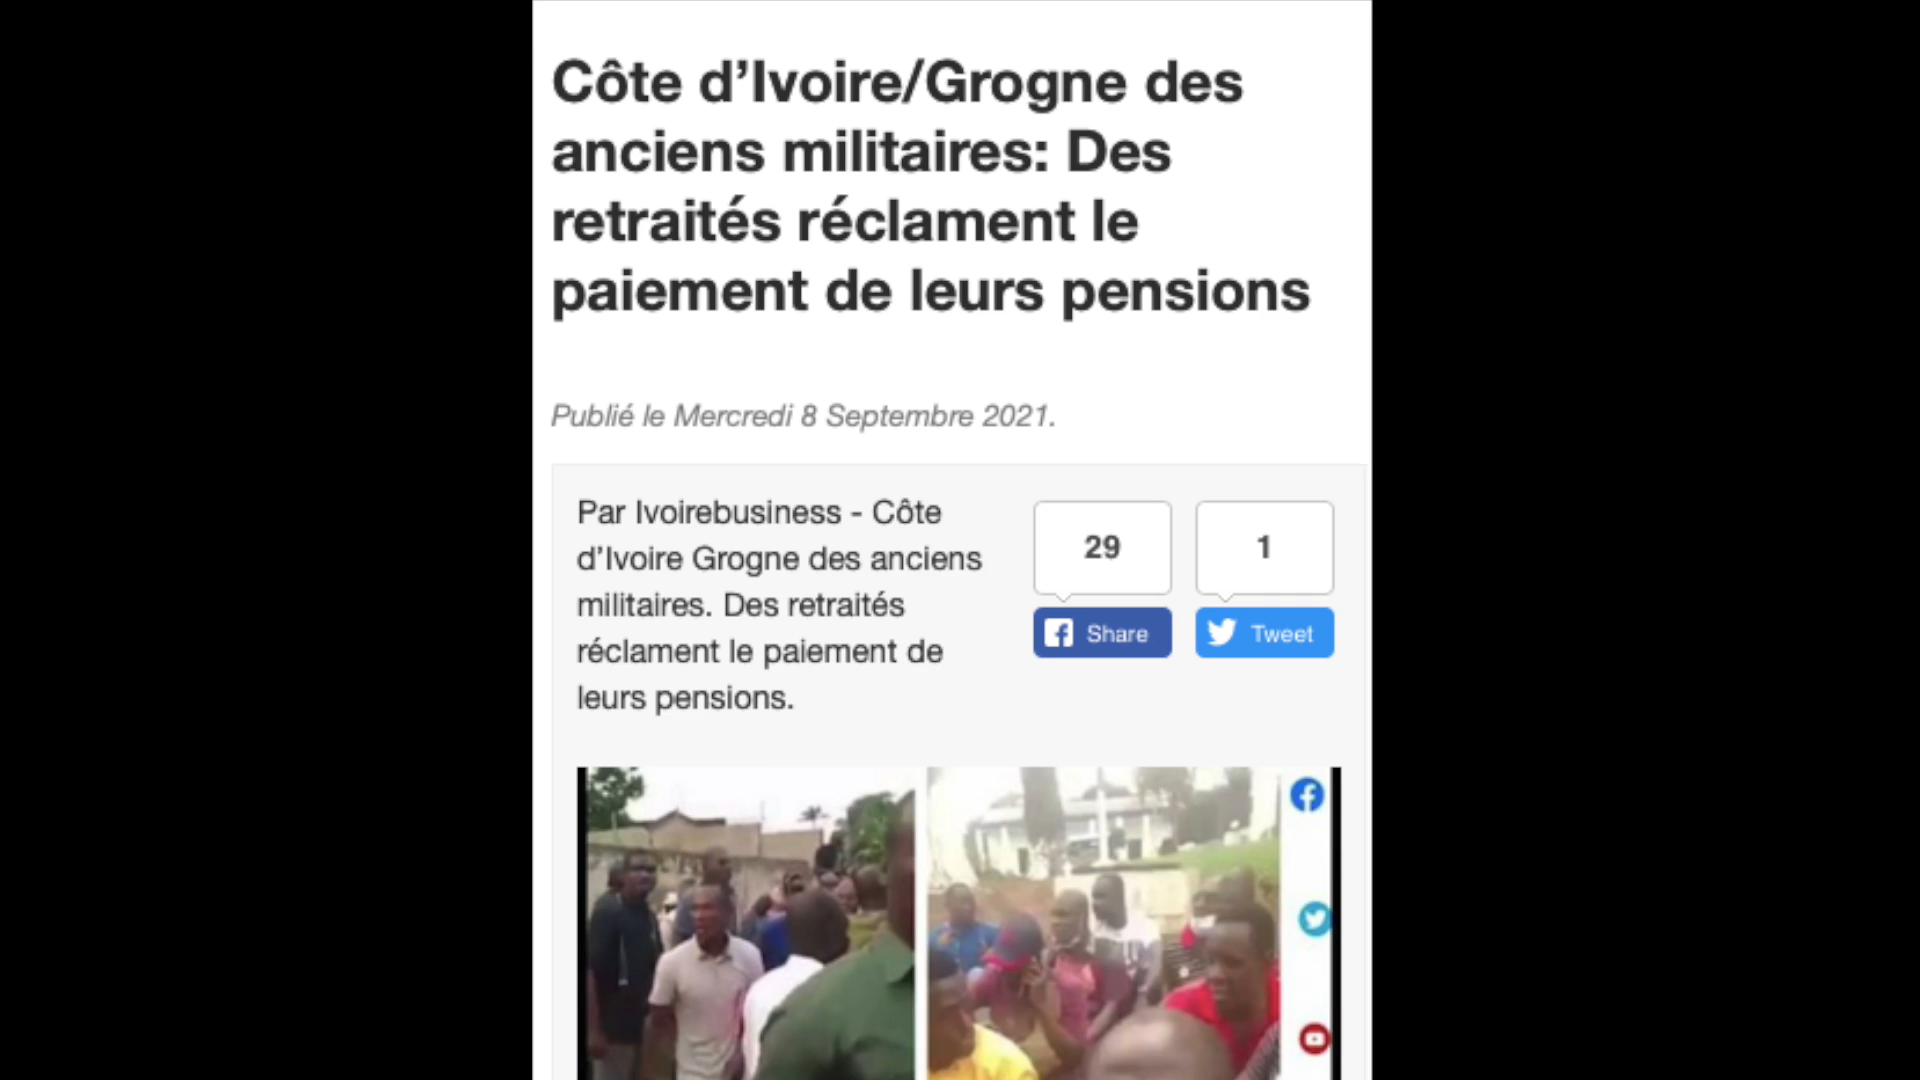 Côte d’Ivoire/Grogne des
anciens militaires: Des
retraités réclament le
paiement de leurs pensions
Publié le Mercredi 8 Septembre 2021.
Par Ivoirebusiness - Côte
d’Ivoire Grogne des anciens
militaires. Des retraités
réclament le paiement de
leurs pensions.
29
1
Share
Tweet